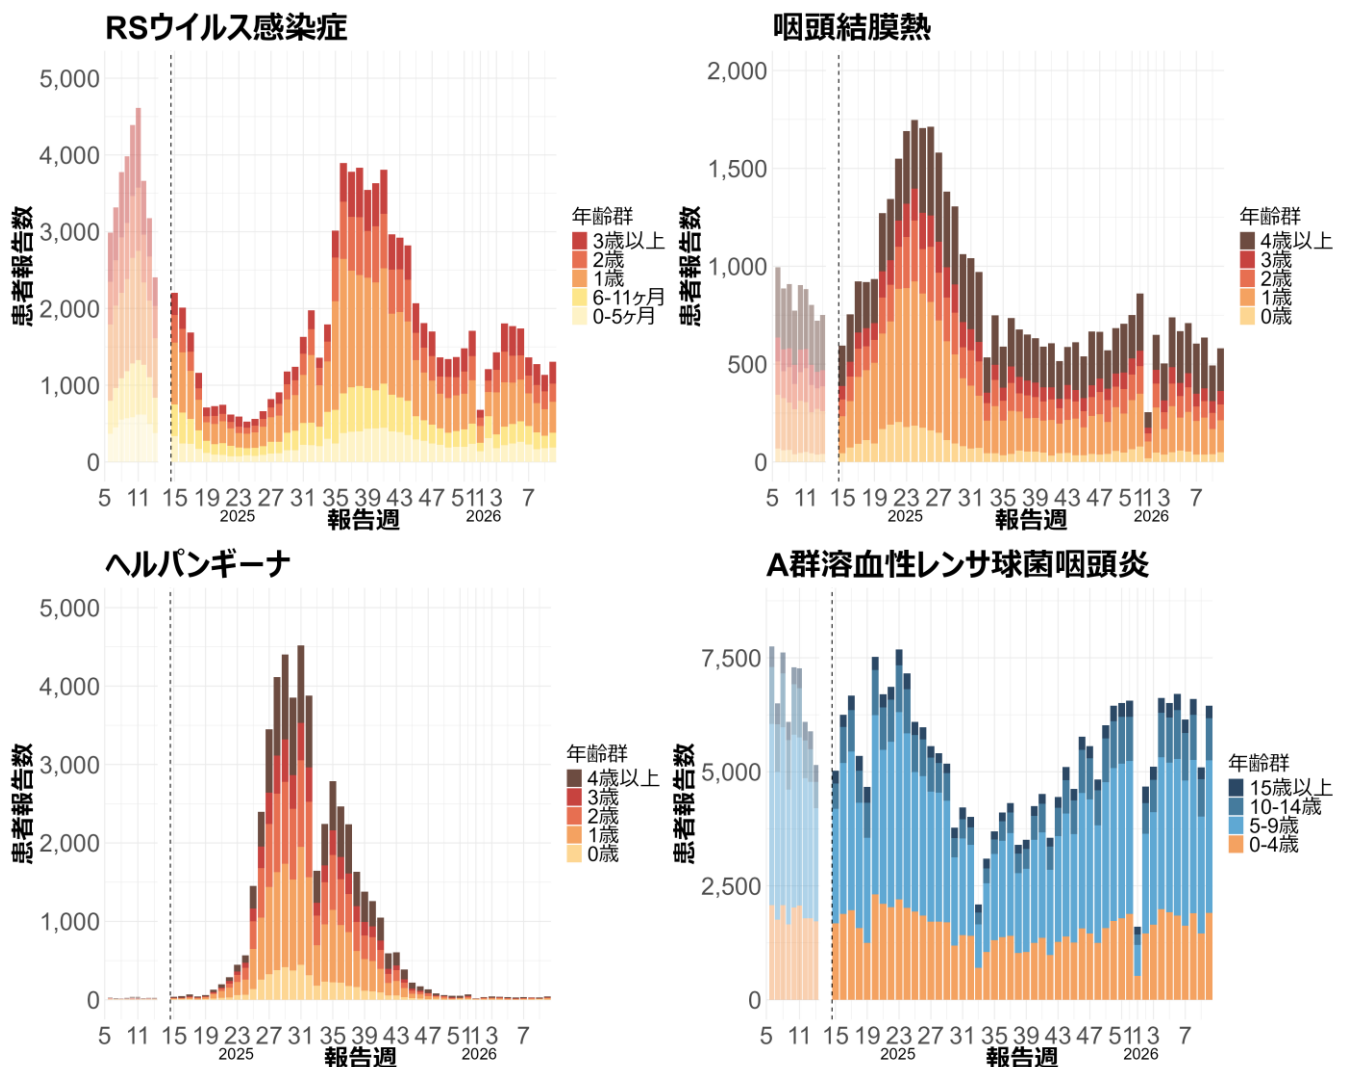 RSウイルス感染症
患者報告数
5,000
4,000
3,000
2,000
1,000
0
5 11 15 19 23 27 31 35 39 43 47 51 1 3 7
2025 2026
報告週
年齢群
3歳以上
2歳
1歳
6-11ヶ月
0-5ヶ月
咽頭結膜熱
患者報告数
2,000
1,500
1,000
500
0
5 11 15 19 23 27 31 35 39 43 47 51 1 3 7
2025 2026
報告週
年齢群
4歳以上
3歳
2歳
1歳
0歳
ヘルパンギーナ
患者報告数
5,000
4,000
3,000
2,000
1,000
0
5 11 15 19 23 27 31 35 39 43 47 51 1 3 7
2025 2026
報告週
年齢群
4歳以上
3歳
2歳
1歳
0歳
A群溶血性レンサ球菌咽頭炎
患者報告数
7,500
5,000
2,500
0
5 11 15 19 23 27 31 35 39 43 47 51 1 3 7
2025 2026
報告週
年齢群
15歳以上
10-14歳
5-9歳
0-4歳